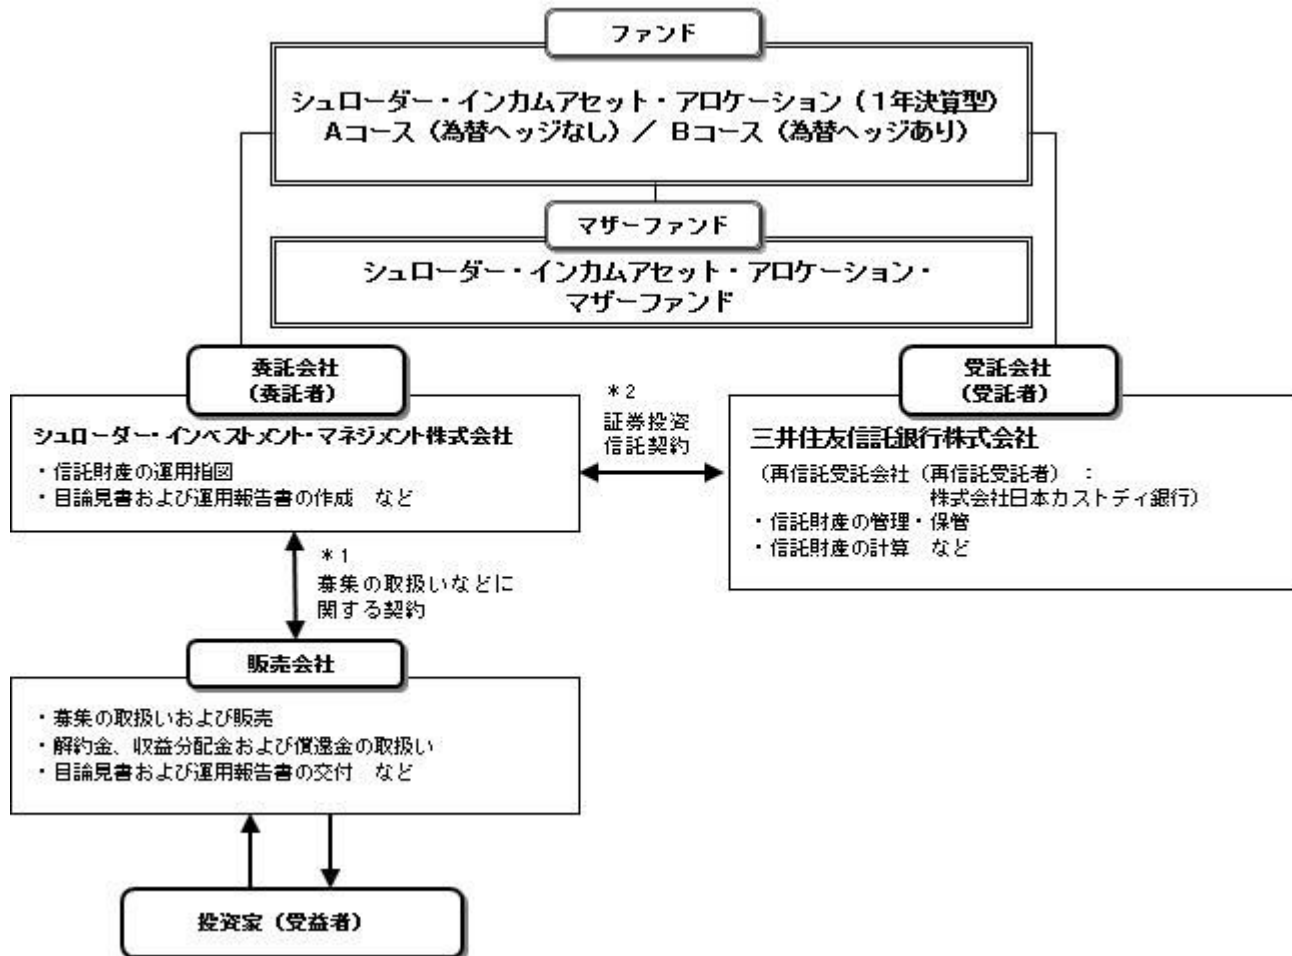 ファンド
シュローダー・インカムアセット・アロケーション（１年決算型）
Ａコース（為替ヘッジなし）／ Ｂコース（為替ヘッジあり）
マザーファンド
シュローダー・インカムアセット・アロケーション・
マザーファンド
委託会社
（委託者）
シュローダー・インベストメント・マネジメント株式会社
・信託財産の運用指図
・目論見書および運用報告書の作成　など
＊２
証券投資
信託契約
受託会社
（受託者）
三井住友信託銀行株式会社
（再信託受託会社（再信託受託者）：
株式会社日本カストディ銀行）
・信託財産の管理・保管
・信託財産の計算　など
＊１
募集の取扱いなどに
関する契約
販売会社
・募集の取扱いおよび販売
・解約金、収益分配金および償還金の取扱い
・目論見書および運用報告書の交付　など
投資家（受益者）